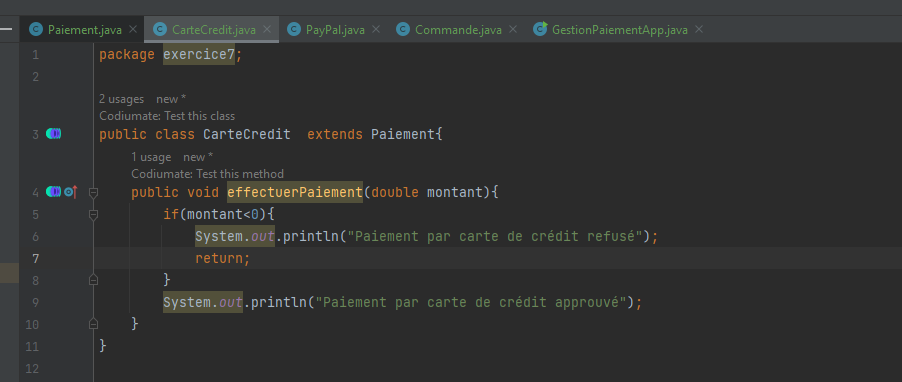 Paiement.java × CarteCredit.java × PayPal.java × Commande.java × GestionPaiementApp.java ×
1 package exercice7;
2
2 usages new *
Codiumate: Test this class
3 public class CarteCredit  extends Paiement{
1 usage new *
Codiumate: Test this method
4 public void effectuerPaiement(double montant){
5 if(montant<0){
6 System.out.println("Paiement par carte de crédit refusé");
7 return;
8 }
9 System.out.println("Paiement par carte de crédit approuvé");
10 }
11 }
12